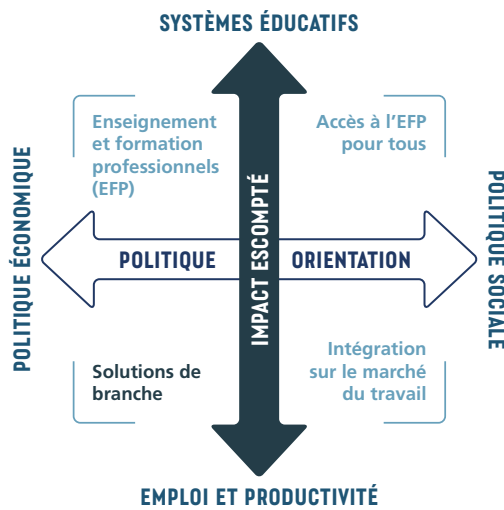 SYSTÈMES ÉDUCATIFS
Enseignement
et formation
professionnels
(EFP)
Accès à l'EFP
pour tous
POLITIQUE ÉCONOMIQUE
POLITIQUE
IMPACT ESCOMPTÉ
ORIENTATION
POLITIQUE SOCIALE
Solutions de
branche
Intégration
sur le marché
du travail
EMPLOI ET PRODUCTIVITÉ